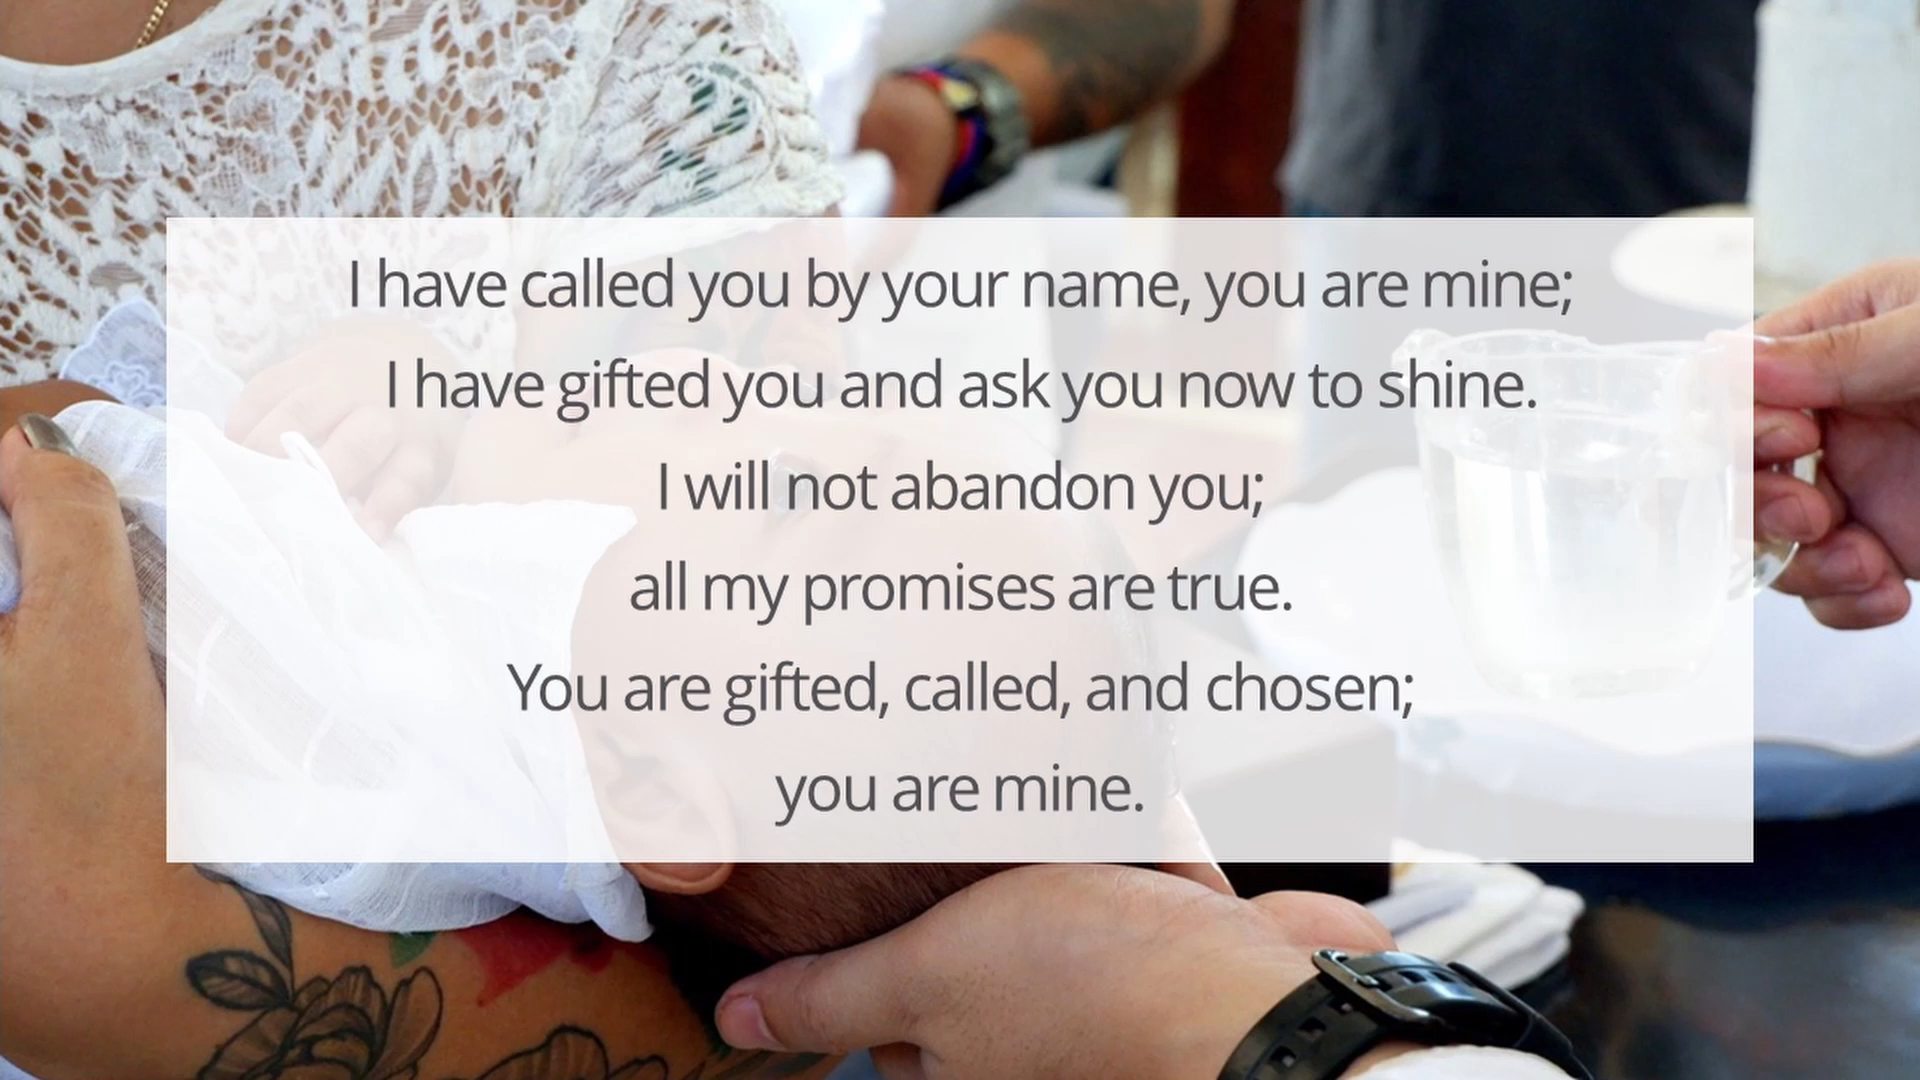 I have called you by your name, you are mine;
I have gifted you and ask you now to shine.
I will not abandon you;
all my promises are true.
You are gifted, called, and chosen;
you are mine.